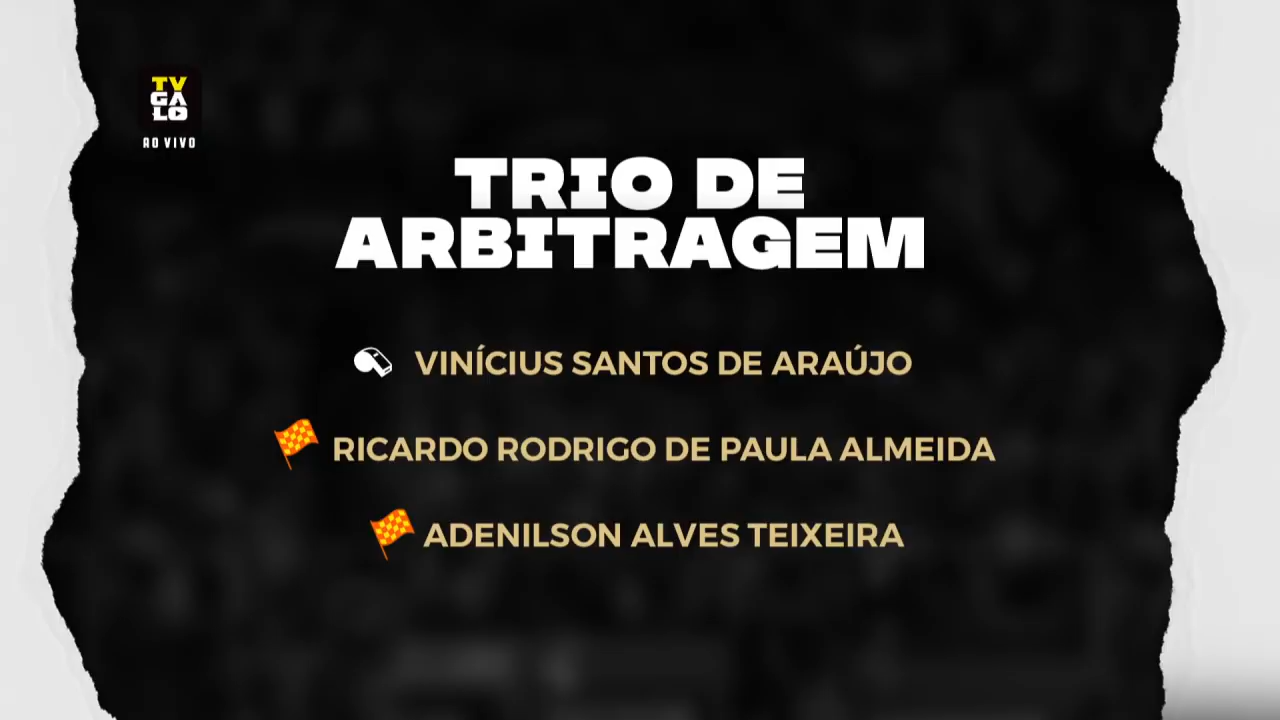 TV
GA
LO
AO VIVO
TRIO DE
ARBITRAGEM
VINÍCIUS SANTOS DE ARAÚJO
RICARDO RODRIGO DE PAULA ALMEIDA
ADENILSON ALVES TEIXEIRA